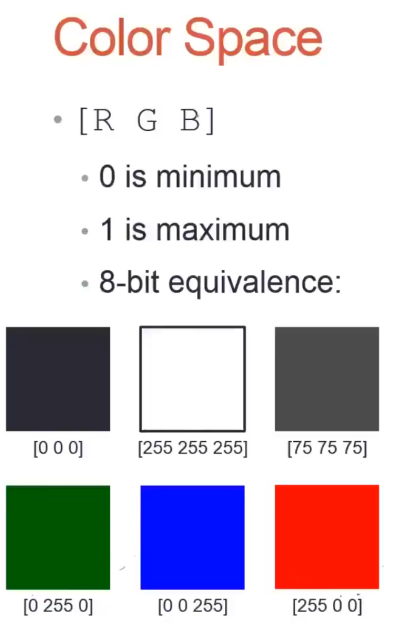 Color Space
• [R G B]
• 0 is minimum
• 1 is maximum
• 8-bit equivalence:
[0 0 0] [255 255 255] [75 75 75]
[0 255 0] [0 0 255] [255 0 0]